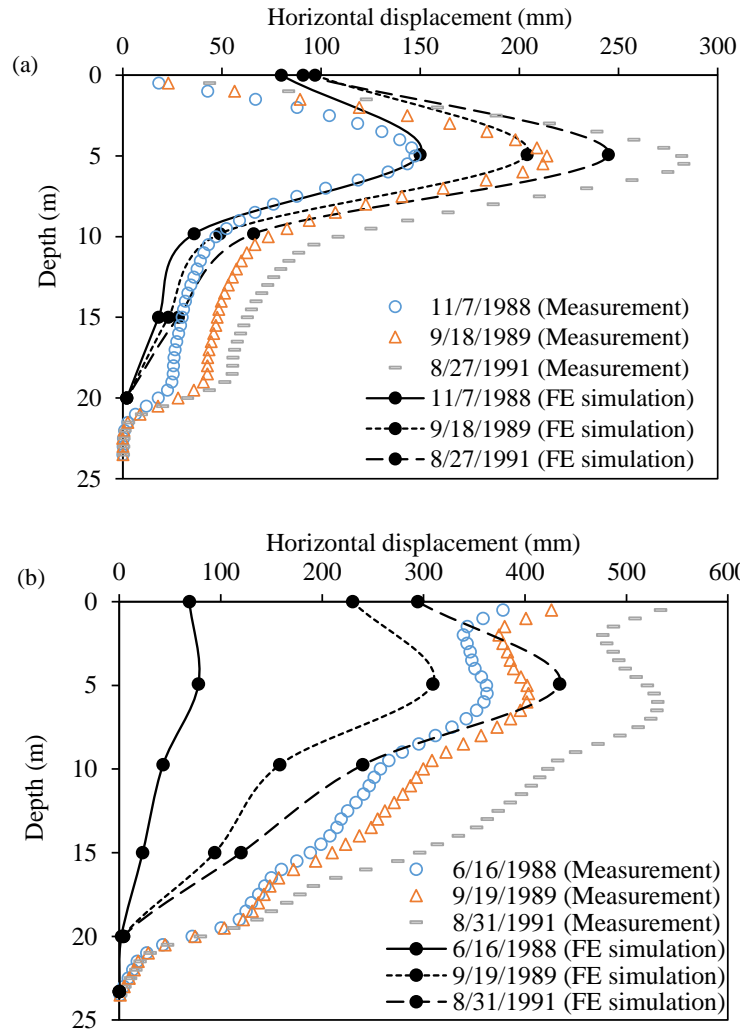 Horizontal displacement (mm)
(a)
0 50 100 150 200 250 300
0
5
10
15
20
25
Depth (m)
11/7/1988 (Measurement)
9/18/1989 (Measurement)
8/27/1991 (Measurement)
11/7/1988 (FE simulation)
9/18/1989 (FE simulation)
8/27/1991 (FE simulation)
Horizontal displacement (mm)
(b)
0 100 200 300 400 500 600
0
5
10
15
20
25
Depth (m)
6/16/1988 (Measurement)
9/19/1989 (Measurement)
8/31/1991 (Measurement)
6/16/1988 (FE simulation)
9/19/1989 (FE simulation)
8/31/1991 (FE simulation)